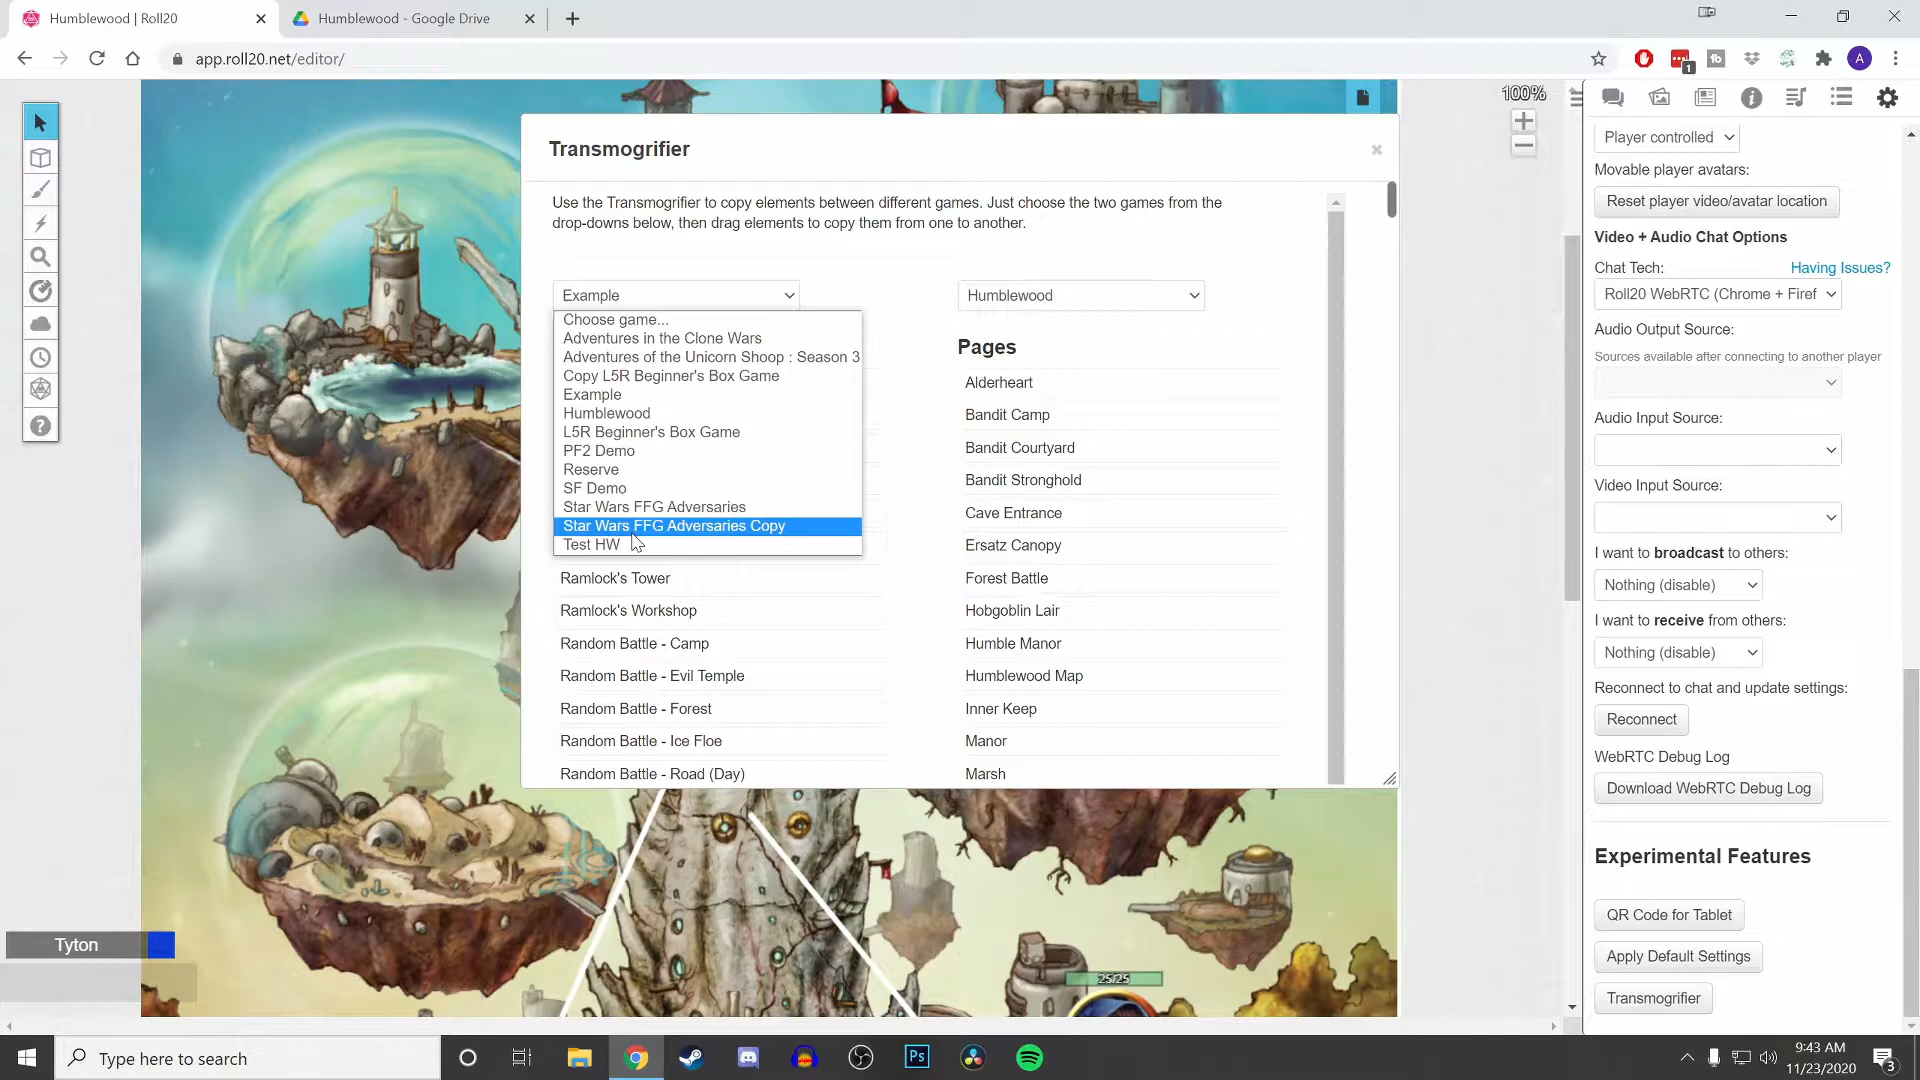 Humblewood | Roll20
Humblewood - Google Drive
app.roll20.net/editor/
1
A
100%
Transmogrifier
Use the Transmogrifier to copy elements between different games. Just choose the two games from the
drop-downs below, then drag elements to copy them from one to another.
Example
Choose game...
Adventures in the Clone Wars
Adventures of the Unicorn Shoop : Season 3
Copy L5R Beginner's Box Game
Example
Humblewood
L5R Beginner's Box Game
PF2 Demo
Reserve
SF Demo
Star Wars FFG Adversaries
Star Wars FFG Adversaries Copy
Test HW
Ramlock's Tower
Ramlock's Workshop
Random Battle - Camp
Random Battle - Evil Temple
Random Battle - Forest
Random Battle - Ice Floe
Random Battle - Road (Day)
Humblewood
Pages
Alderheart
Bandit Camp
Bandit Courtyard
Bandit Stronghold
Cave Entrance
Ersatz Canopy
Forest Battle
Hobgoblin Lair
Humble Manor
Humblewood Map
Inner Keep
Manor
Marsh
Player controlled
Movable player avatars:
Reset player video/avatar location
Video + Audio Chat Options
Chat Tech:
Having Issues?
Roll20 WebRTC (Chrome + Firef
Audio Output Source:
Sources available after connecting to another player
Audio Input Source:
Video Input Source:
I want to broadcast to others:
Nothing (disable)
I want to receive from others:
Nothing (disable)
Reconnect to chat and update settings:
Reconnect
WebRTC Debug Log
Download WebRTC Debug Log
Experimental Features
QR Code for Tablet
Apply Default Settings
Transmogrifier
Tyton
25/25
Type here to search
Ps
9:43 AM
11/23/2020
3